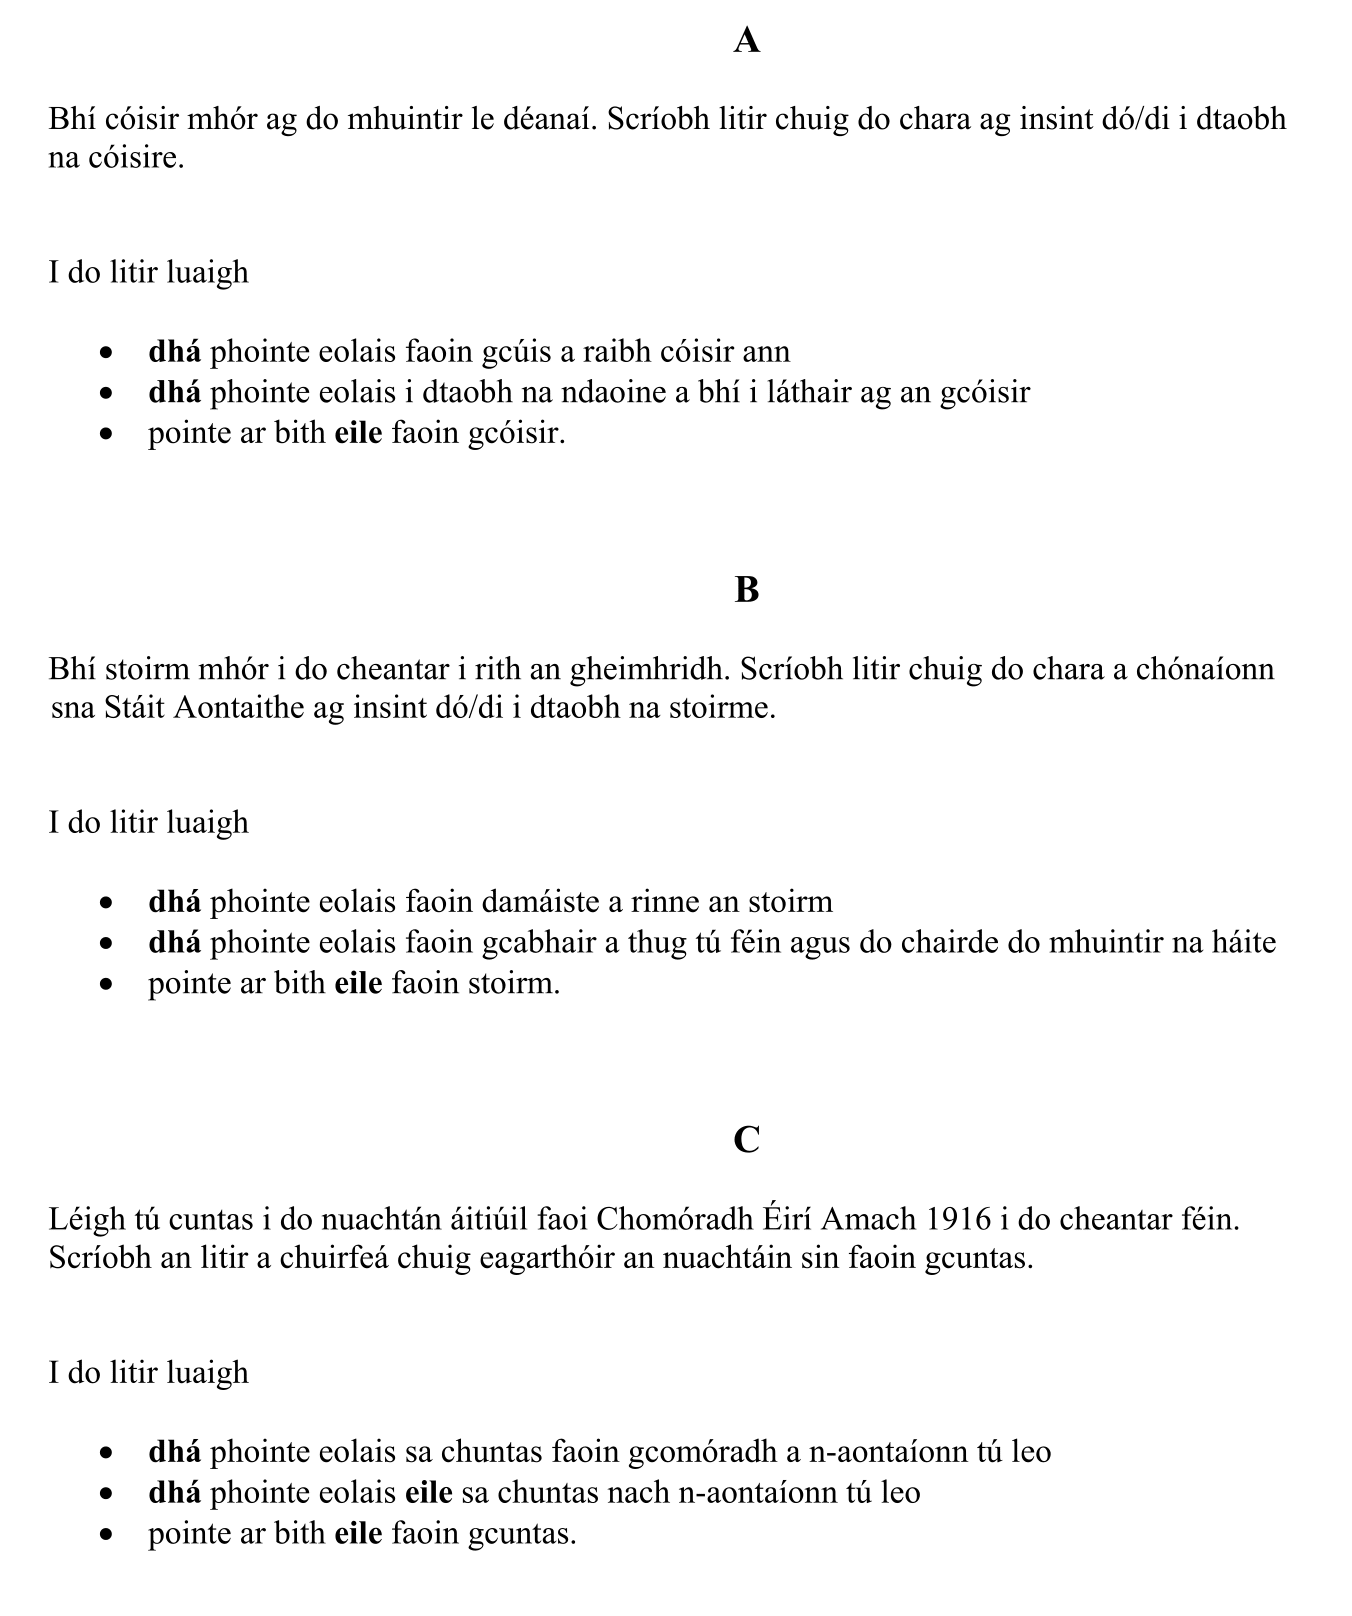 A
Bhí cóisir mhór ag do mhuintir le déanaí. Scríobh litir chuig do chara ag insint dó/di i dtaobh
na cóisire.
I do litir luaigh
• dhá phointe eolais faoin gcúis a raibh cóisir ann
• dhá phointe eolais i dtaobh na ndaoine a bhí i láthair ag an gcóisir
• pointe ar bith eile faoin gcóisir.
B
Bhí stoirm mhór i do cheantar i rith an gheimhridh. Scríobh litir chuig do chara a chónaíonn
sna Stáit Aontaithe ag insint dó/di i dtaobh na stoirme.
I do litir luaigh
• dhá phointe eolais faoin damáiste a rinne an stoirm
• dhá phointe eolais faoin gcabhair a thug tú féin agus do chairde do mhuintir na háite
• pointe ar bith eile faoin stoirm.
C
Léigh tú cuntas i do nuachtán áitiúil faoi Chomóradh Éirí Amach 1916 i do cheantar féin.
Scríobh an litir a chuirfeá chuig eagarthóir an nuachtáin sin faoin gcuntas.
I do litir luaigh
• dhá phointe eolais sa chuntas faoin gcomóradh a n-aontaíonn tú leo
• dhá phointe eolais eile sa chuntas nach n-aontaíonn tú leo
• pointe ar bith eile faoin gcuntas.